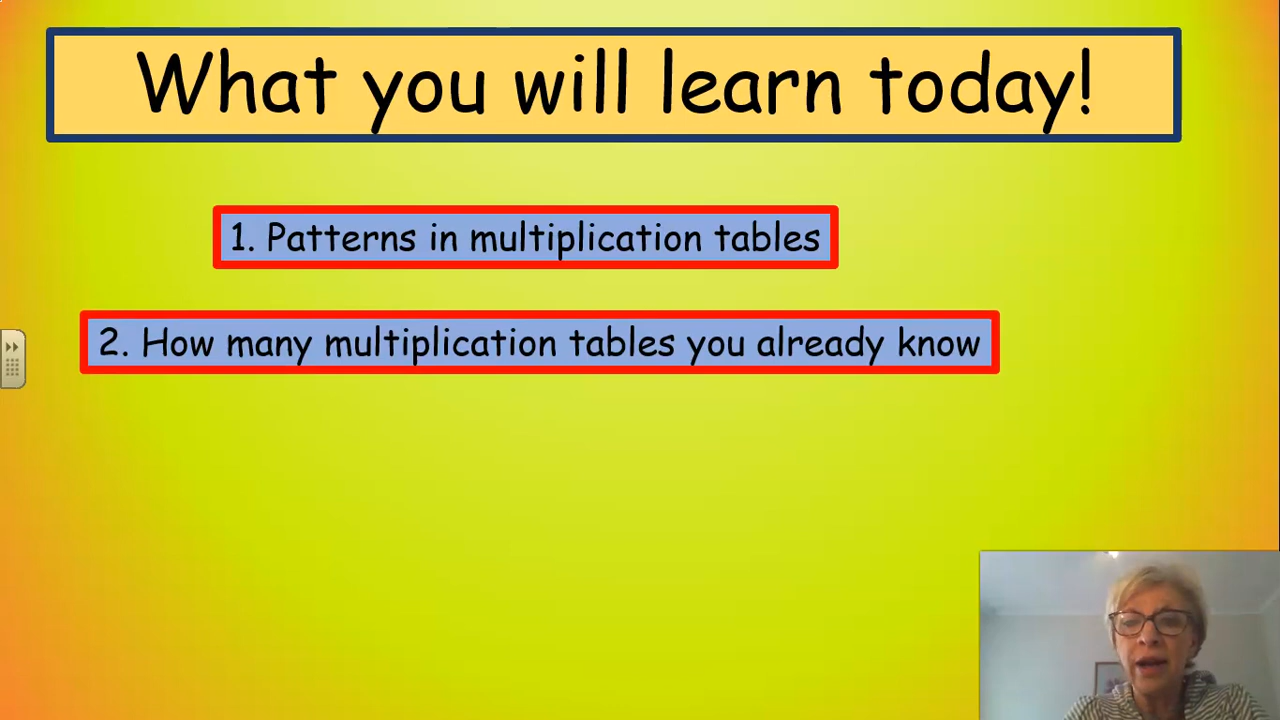 What you will learn today!
1. Patterns in multiplication tables
2. How many multiplication tables you already know